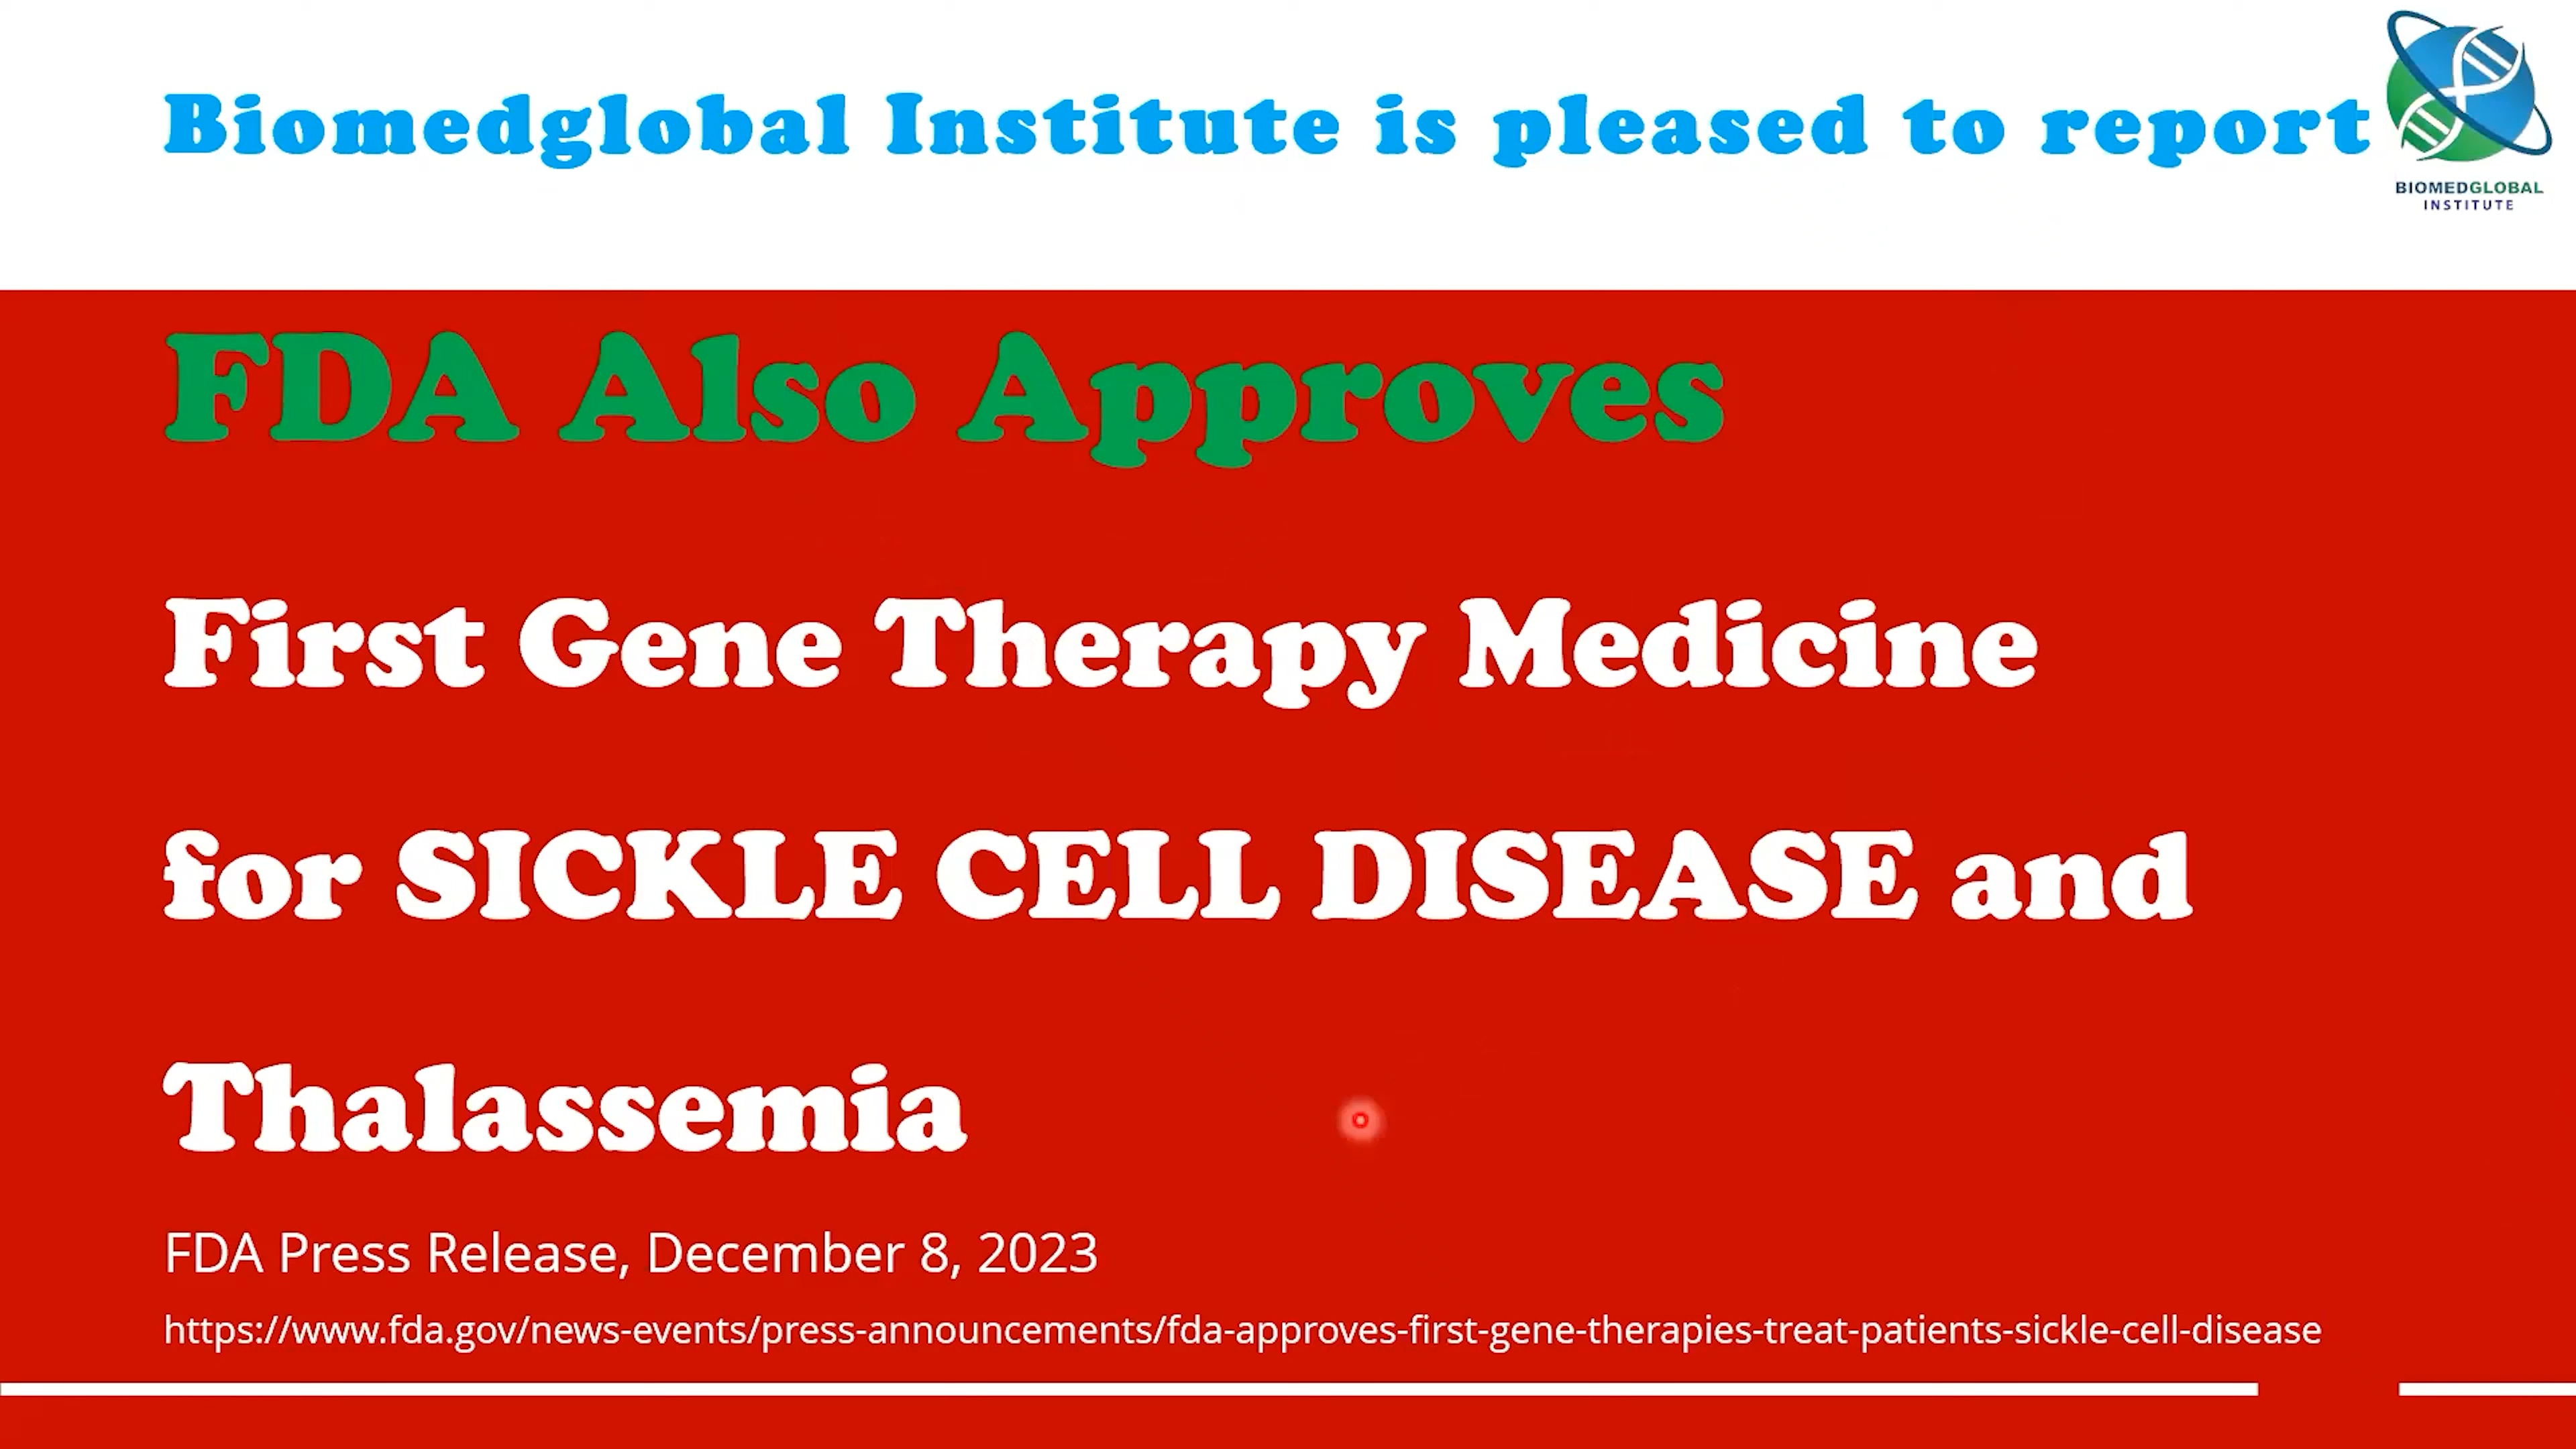 Biomedglobal Institute is pleased to report
BIOMEDGLOBAL
INSTITUTE
FDA Also Approves
First Gene Therapy Medicine
for SICKLE CELL DISEASE and
Thalassemia
FDA Press Release, December 8, 2023
https://www.fda.gov/news-events/press-announcements/fda-approves-first-gene-therapies-treat-patients-sickle-cell-disease